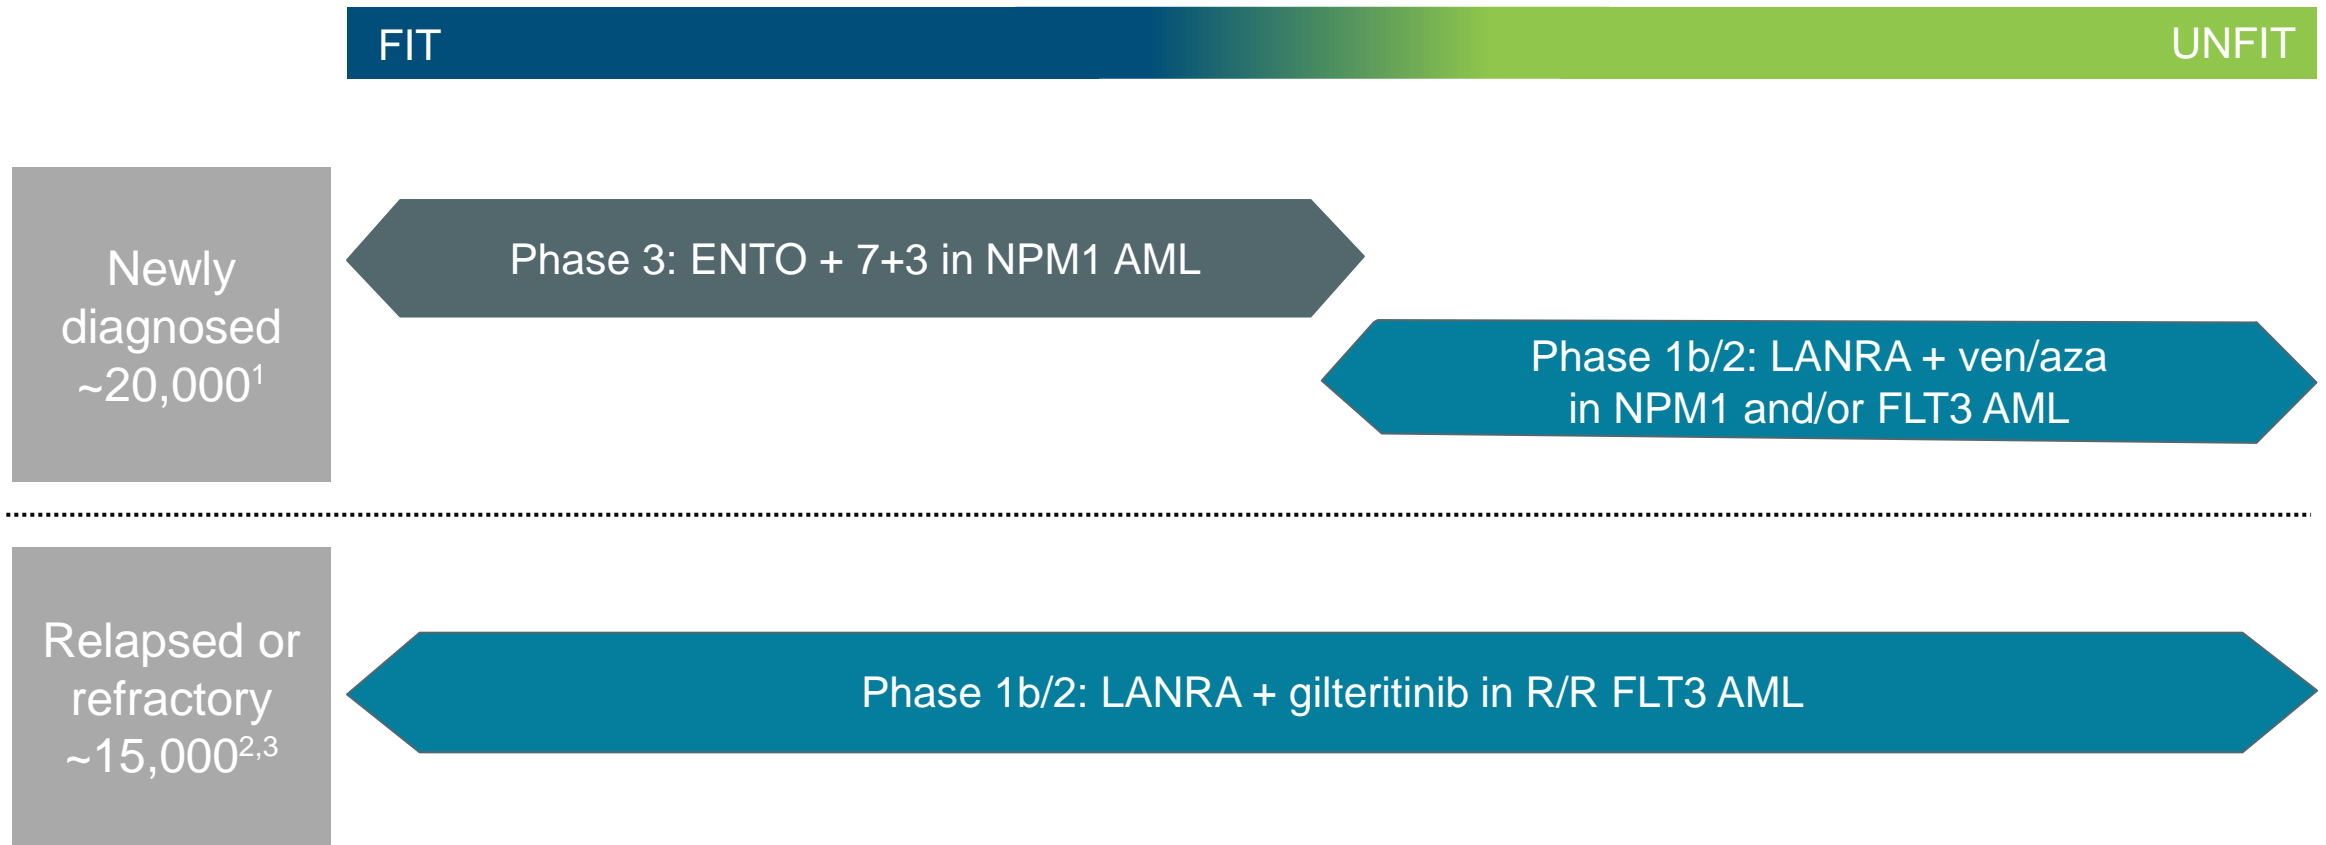 FIT
UNFIT
Newly
diagnosed
~20,000¹
Phase 3: ENTO + 7+3 in NPM1 AML
Phase 1b/2: LANRA + ven/aza
in NPM1 and/or FLT3 AML
Relapsed or
refractory
~15,000²,³
Phase 1b/2: LANRA + gilteritinib in R/R FLT3 AML